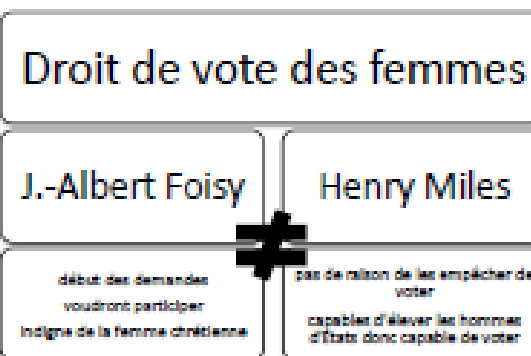 Droit de vote des femmes
J.-Albert Foisy
Henry Miles
≠
début des demandes
voudront participer
indigne de la femme chrétienne
pas de raison de les empêcher de
voter
capables d'élever les hommes
d'États donc capable de voter